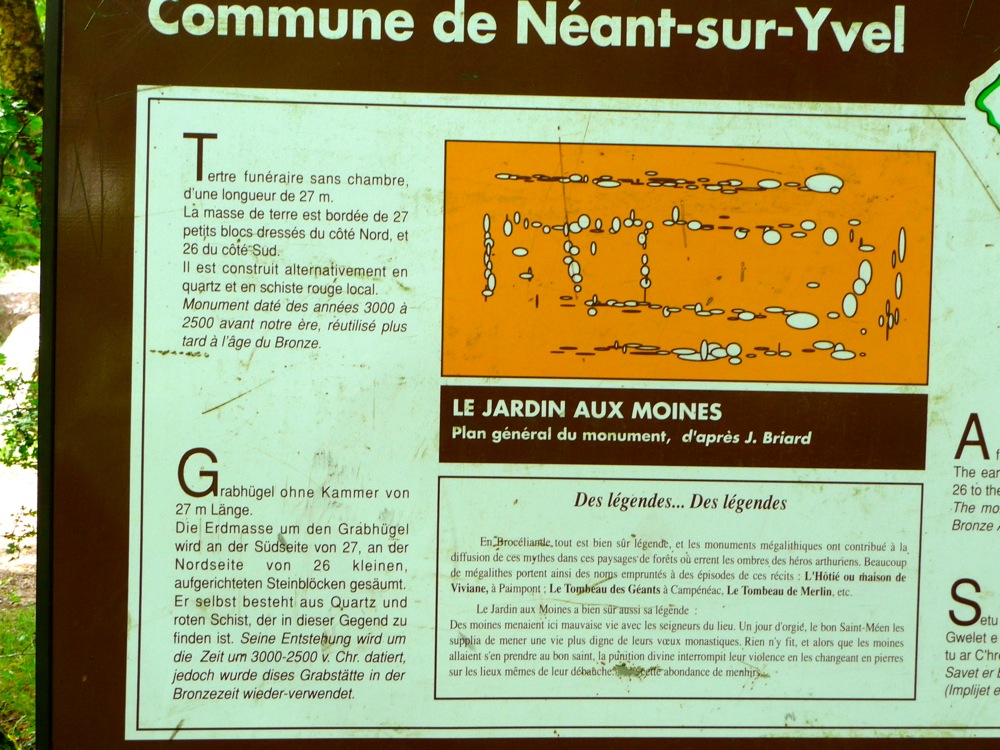 Commune de Néant-sur-Yvel
Tertre funéraire sans chambre,
d'une longueur de 27 m.
La masse de terre est bordée de 27
petits blocs dressés du côté Nord, et
26 du côté Sud.
Il est construit alternativement en
quartz et en schiste rouge local.
Monument daté des années 3000 à
2500 avant notre ère, réutilisé plus
tard à l'âge du Bronze.
Grabhügel ohne Kammer von
27 m Länge.
Die Erdmasse um den Grabhügel
wird an der Südseite von 27, an der
Nordseite von 26 kleinen,
aufgerichteten Steinblöcken gesäumt.
Er selbst besteht aus Quartz und
roten Schist, der in dieser Gegend zu
finden ist. Seine Entstehung wird um
die Zeit um 3000-2500 v. Chr. datiert,
jedoch wurde dises Grabstätte in der
Bronzezeit wieder-verwendet.
LE JARDIN AUX MOINES
Plan général du monument, d'après J. Briard
Des légendes... Des légendes
En Brocéliande, tout est bien sûr légende, et les monuments mégalithiques ont contribué à la
diffusion de ces mythes dans ces paysages de forêts où errent les ombres des héros arthuriens. Beaucoup
de mégalithes portent ainsi des noms empruntés à des épisodes de ces récits : L'Hôtié ou maison de
Viviane, à Paimpont ; Le Tombeau des Géants à Campénéac, Le Tombeau de Merlin, etc.
Le Jardin aux Moines a bien sûr aussi sa légende :
Des moines menaient ici mauvaise vie avec les seigneurs du lieu. Un jour d'orgie, le bon Saint-Méen les
supplia de mener une vie plus digne de leurs vœux monastiques. Rien n'y fit, et alors que les moines
allaient s'en prendre au bon saint, la punition divine interrompit leur violence en les changeant en pierres
sur les lieux mêmes de leur débauche. cette abondance de menhirs
A f
The ear
26 to the
The mo
Bronze
Setu
Gwelet e
tu ar C'hr
Savet er b
(Implijet e